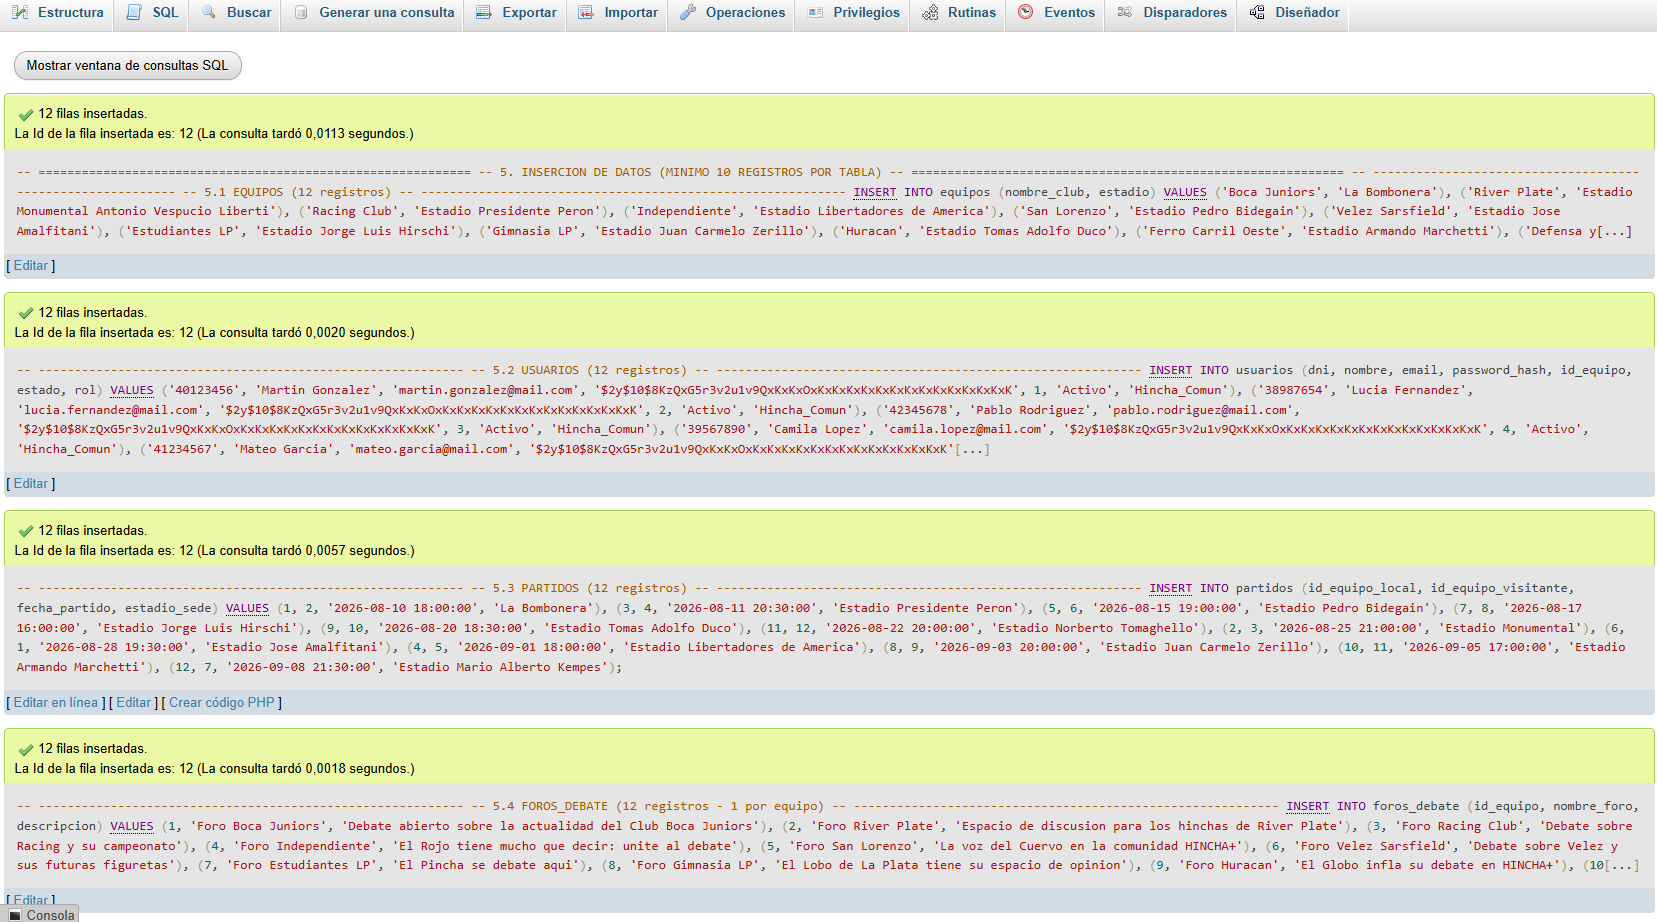 Estructura SQL Buscar Generar una consulta Exportar Importar Operaciones Privilegios Rutinas Eventos Disparadores Diseñador
Mostrar ventana de consultas SQL
12 filas insertadas.
La Id de la fila insertada es: 12 (La consulta tardó 0,0113 segundos.)
-- ============================================================ -- 5. INSERCION DE DATOS (MINIMO 10 REGISTROS POR TABLA) -- ============================================================ -- -----------------------------------
---------------------- -- 5.1 EQUIPOS (12 registros) -- ----------------------------------------------------------- INSERT INTO equipos (nombre_club, estadio) VALUES ('Boca Juniors', 'La Bombonera'), ('River Plate', 'Estadio
Monumental Antonio Vespucio Liberti'), ('Racing Club', 'Estadio Presidente Peron'), ('Independiente', 'Estadio Libertadores de America'), ('San Lorenzo', 'Estadio Pedro Bidegain'), ('Velez Sarsfield', 'Estadio Jose
Amalfitani'), ('Estudiantes LP', 'Estadio Jorge Luis Hirschi'), ('Gimnasia LP', 'Estadio Juan Carmelo Zerillo'), ('Huracan', 'Estadio Tomas Adolfo Duco'), ('Ferro Carril Oeste', 'Estadio Armando Marchetti'), ('Defensa y[...]
[ Editar ]
12 filas insertadas.
La Id de la fila insertada es: 12 (La consulta tardó 0,0020 segundos.)
-- ----------------------------------------------------------- -- 5.2 USUARIOS (12 registros) -- ----------------------------------------------------------- INSERT INTO usuarios (dni, nombre, email, password_hash, id_equipo,
estado, rol) VALUES ('40123456', 'Martin Gonzalez', 'martin.gonzalez@mail.com', '$2y$10$8KzQxG5r3v2u1v9QxKxKxOxKxKxKxKxKxKxKxKxKxKxKxKxKxK', 1, 'Activo', 'Hincha_Comun'), ('38987654', 'Lucia Fernandez',
'lucia.fernandez@mail.com', '$2y$10$8KzQxG5r3v2u1v9QxKxKxOxKxKxKxKxKxKxKxKxKxKxKxKxKxK', 2, 'Activo', 'Hincha_Comun'), ('42345678', 'Pablo Rodriguez', 'pablo.rodriguez@mail.com',
'$2y$10$8KzQxG5r3v2u1v9QxKxKxOxKxKxKxKxKxKxKxKxKxKxKxKxKxK', 3, 'Activo', 'Hincha_Comun'), ('39567890', 'Camila Lopez', 'camila.lopez@mail.com', '$2y$10$8KzQxG5r3v2u1v9QxKxKxOxKxKxKxKxKxKxKxKxKxKxKxKxKxK', 4, 'Activo',
'Hincha_Comun'), ('41234567', 'Mateo Garcia', 'mateo.garcia@mail.com', '$2y$10$8KzQxG5r3v2u1v9QxKxKxOxKxKxKxKxKxKxKxKxKxKxKxKxKxK'[...]
[ Editar ]
12 filas insertadas.
La Id de la fila insertada es: 12 (La consulta tardó 0,0057 segundos.)
-- ----------------------------------------------------------- -- 5.3 PARTIDOS (12 registros) -- ----------------------------------------------------------- INSERT INTO partidos (id_equipo_local, id_equipo_visitante,
fecha_partido, estadio_sede) VALUES (1, 2, '2026-08-10 18:00:00', 'La Bombonera'), (3, 4, '2026-08-11 20:30:00', 'Estadio Presidente Peron'), (5, 6, '2026-08-15 19:00:00', 'Estadio Pedro Bidegain'), (7, 8, '2026-08-17
16:00:00', 'Estadio Jorge Luis Hirschi'), (9, 10, '2026-08-20 18:30:00', 'Estadio Tomas Adolfo Duco'), (11, 12, '2026-08-22 20:00:00', 'Estadio Norberto Tomaghello'), (2, 3, '2026-08-25 21:00:00', 'Estadio Monumental'), (6,
1, '2026-08-28 19:30:00', 'Estadio Jose Amalfitani'), (4, 5, '2026-09-01 18:00:00', 'Estadio Libertadores de America'), (8, 9, '2026-09-03 20:00:00', 'Estadio Juan Carmelo Zerillo'), (10, 11, '2026-09-05 17:00:00', 'Estadio
Armando Marchetti'), (12, 7, '2026-09-08 21:30:00', 'Estadio Mario Alberto Kempes');
[ Editar en línea ] [ Editar ] [ Crear código PHP ]
12 filas insertadas.
La Id de la fila insertada es: 12 (La consulta tardó 0,0018 segundos.)
-- ----------------------------------------------------------- -- 5.4 FOROS_DEBATE (12 registros - 1 por equipo) -- ----------------------------------------------------------- INSERT INTO foros_debate (id_equipo, nombre_foro,
descripcion) VALUES (1, 'Foro Boca Juniors', 'Debate abierto sobre la actualidad del Club Boca Juniors'), (2, 'Foro River Plate', 'Espacio de discusion para los hinchas de River Plate'), (3, 'Foro Racing Club', 'Debate sobre
Racing y su campeonato'), (4, 'Foro Independiente', 'El Rojo tiene mucho que decir: unite al debate'), (5, 'Foro San Lorenzo', 'La voz del Cuervo en la comunidad HINCHA+'), (6, 'Foro Velez Sarsfield', 'Debate sobre Velez y
sus futuras figuretas'), (7, 'Foro Estudiantes LP', 'El Pincha se debate aqui'), (8, 'Foro Gimnasia LP', 'El Lobo de La Plata tiene su espacio de opinion'), (9, 'Foro Huracan', 'El Globo infla su debate en HINCHA+'), (10[...]
[ Editar ]
Consola